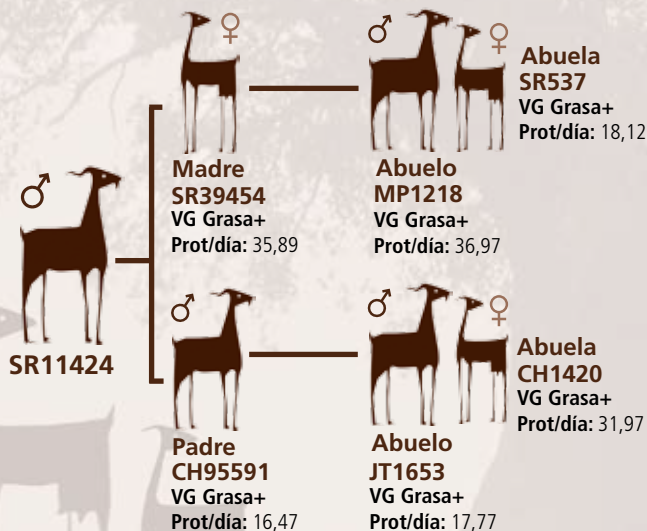 ♀
♂
♀
Abuela
SR537
VG Grasa+
Prot/día: 18,12
♂
Madre
SR39454
VG Grasa+
Prot/día: 35,89
Abuelo
MP1218
VG Grasa+
Prot/día: 36,97
SR11424
♂
♂
♀
Abuela
CH1420
VG Grasa+
Prot/día: 31,97
Padre
CH95591
VG Grasa+
Prot/día: 16,47
Abuelo
JT1653
VG Grasa+
Prot/día: 17,77